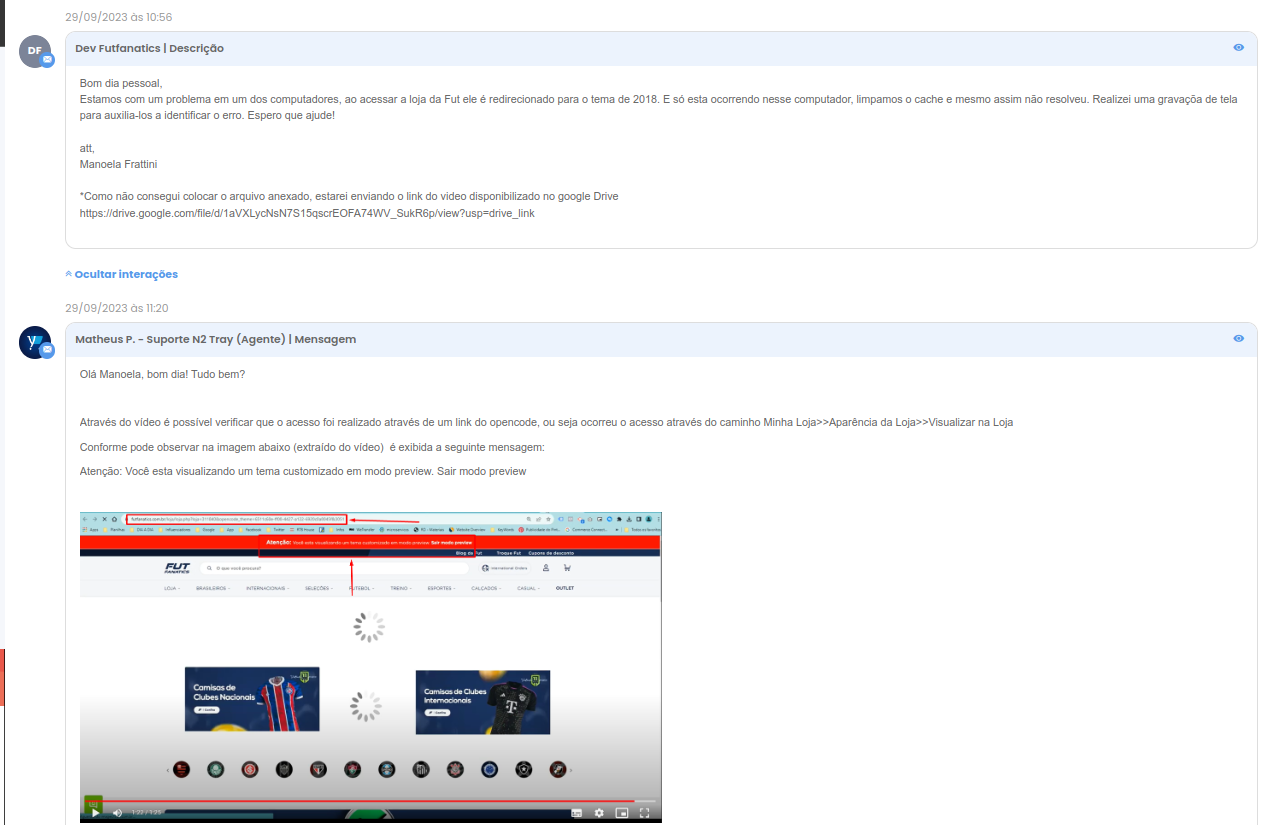 29/09/2023 às 10:56
DF
Dev Futfanatics | Descrição
Bom dia pessoal,
Estamos com um problema em um dos computadores, ao acessar a loja da Fut ele é redirecionado para o tema de 2018. E só esta ocorrendo nesse computador, limpamos o cache e mesmo assim não resolveu. Realizei uma gravaçõa de tela
para auxilia-los a identificar o erro. Espero que ajude!
att,
Manoela Frattini
*Como não consegui colocar o arquivo anexado, estarei enviando o link do video disponibilizado no google Drive
https://drive.google.com/file/d/1aVXLycNsN7S15qscrEOFA74WV_SukR6p/view?usp=drive_link
Ocultar interações
29/09/2023 às 11:20
Matheus P. - Suporte N2 Tray (Agente) | Mensagem
Olá Manoela, bom dia! Tudo bem?
Através do vídeo é possível verificar que o acesso foi realizado através de um link do opencode, ou seja ocorreu o acesso através do caminho Minha Loja>>Aparência da Loja>>Visualizar na Loja
Conforme pode observar na imagem abaixo (extraído do vídeo) é exibida a seguinte mensagem:
Atenção: Você esta visualizando um tema customizado em modo preview. Sair modo preview
Atenção: Você esta visualizando um tema customizado em modo preview. Sair modo preview
Blog da Fut Troque Fut Cupons de desconto
FUT
FANATICS
O que você procura?
International Orders
LOJA BRASILEIROS INTERNACIONAIS SELEÇÕES FUTEBOL TREINO ESPORTES CALÇADOS CASUAL OUTLET
Camisas de
Clubes Nacionais
Camisas de Clubes
Internacionais
1:22 / 1:25